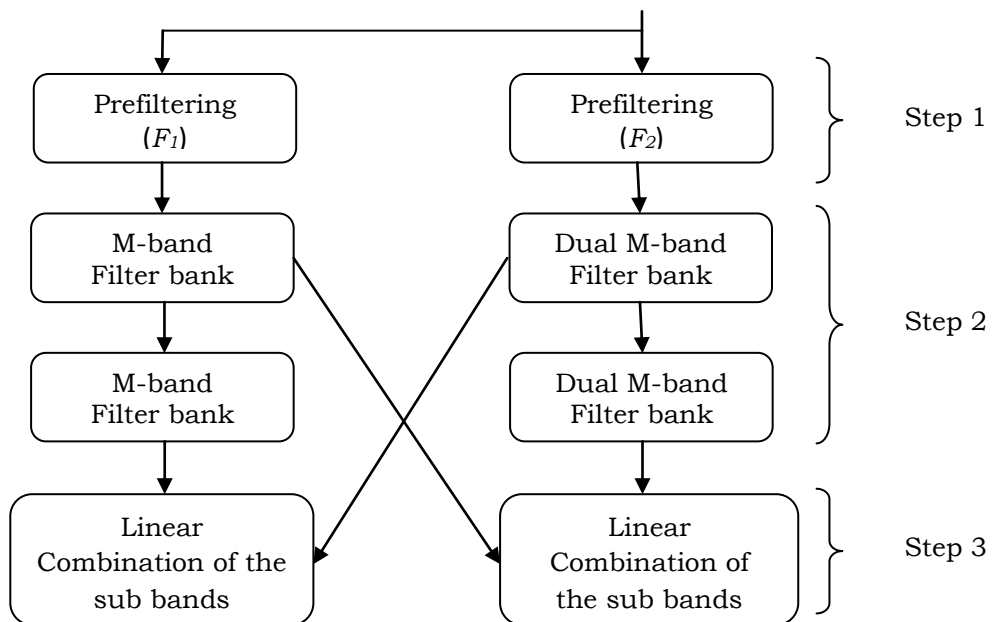 Prefiltering
(F1)
Prefiltering
(F2)
Step 1
M-band
Filter bank
Dual M-band
Filter bank
Step 2
M-band
Filter bank
Dual M-band
Filter bank
Linear
Combination of the
sub bands
Linear
Combination of
the sub bands
Step 3